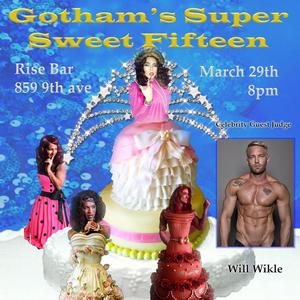 Gotham's Super
Sweet Fifteen
Rise Bar
859 9th ave
March 29th
8pm
Celebrity Guest Judge
Will Wikle